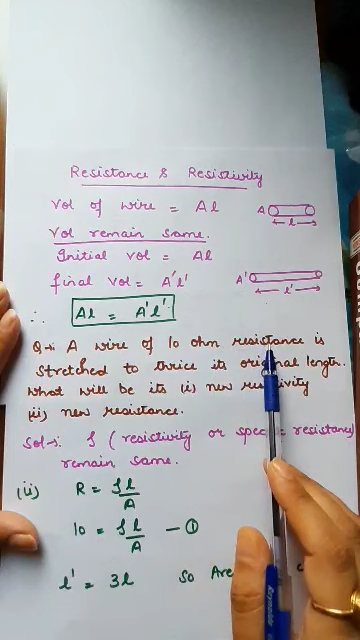 Resistance & Resistivity
Vol of wire = Al
A
l
Vol remain same.
Initial vol = Al
final vol = A'l'
A'
l'
∴ Al = A'l'
Q→: A wire of 10 ohm resistance is
stretched to thrice its original length.
What will be its (i) new resistivity
(ii) new resistance.
Sol→: ρ (resistivity or resistance)
remain same.
(ii) R = ρl/A
10 = ρl/A — ①
l' = 3l So
Reynolds